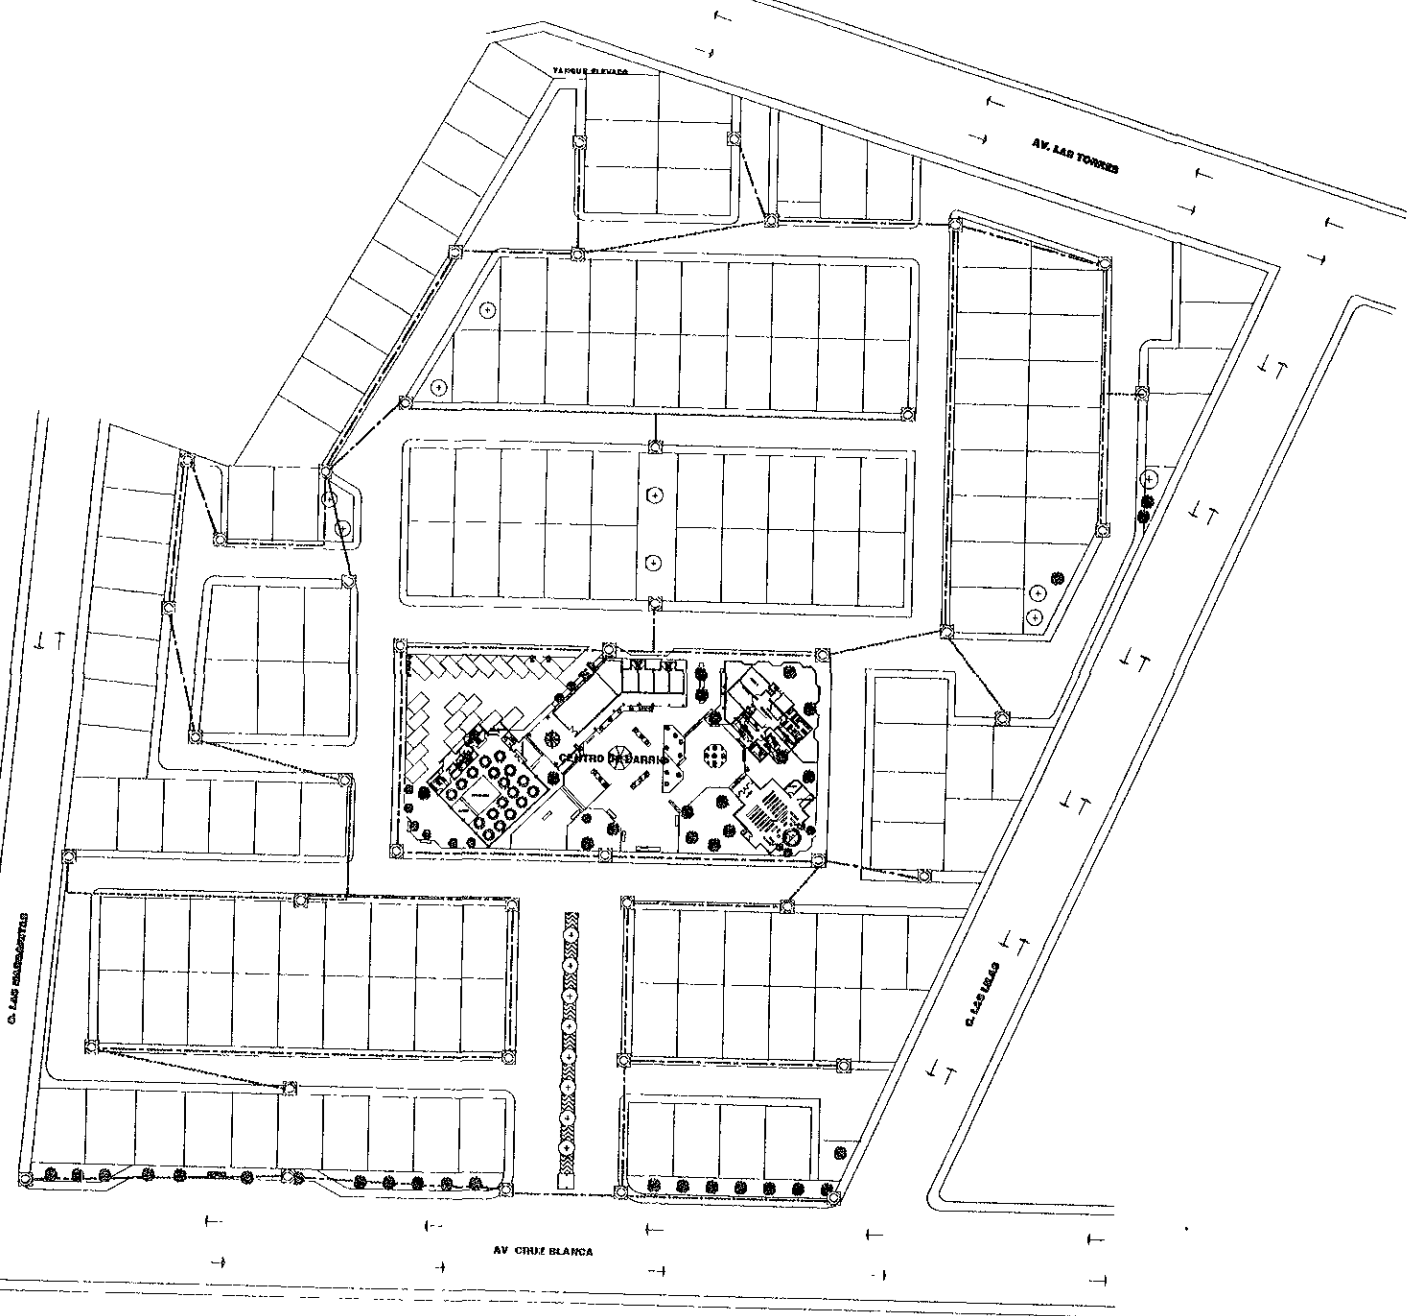 TANQUE ELEVADO
AV. LAS TORRES
CENTRO DE BARRIO
C. LAS MARGARITAS
C. LAS LILAS
AV CRUZ BLANCA